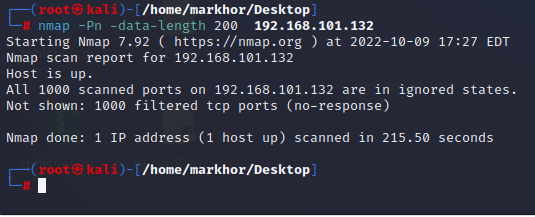 ┌──(root㉿kali)-[/home/markhor/Desktop]
└─# nmap -Pn -data-length 200 192.168.101.132
Starting Nmap 7.92 ( https://nmap.org ) at 2022-10-09 17:27 EDT
Nmap scan report for 192.168.101.132
Host is up.
All 1000 scanned ports on 192.168.101.132 are in ignored states.
Not shown: 1000 filtered tcp ports (no-response)
Nmap done: 1 IP address (1 host up) scanned in 215.50 seconds
┌──(root㉿kali)-[/home/markhor/Desktop]
└─#